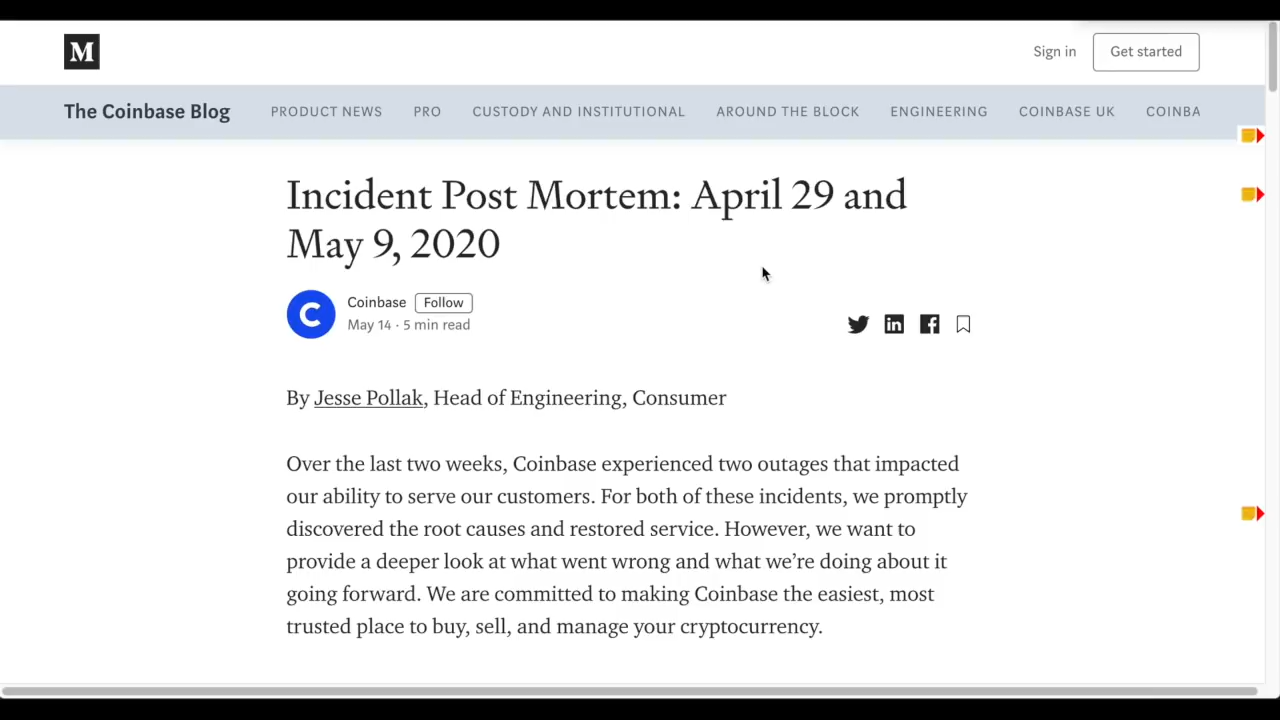 M
Sign in
Get started
The Coinbase Blog
PRODUCT NEWS
PRO
CUSTODY AND INSTITUTIONAL
AROUND THE BLOCK
ENGINEERING
COINBASE UK
COINBA
Incident Post Mortem: April 29 and
May 9, 2020
C
Coinbase
Follow
May 14 · 5 min read
By Jesse Pollak, Head of Engineering, Consumer
Over the last two weeks, Coinbase experienced two outages that impacted
our ability to serve our customers. For both of these incidents, we promptly
discovered the root causes and restored service. However, we want to
provide a deeper look at what went wrong and what we’re doing about it
going forward. We are committed to making Coinbase the easiest, most
trusted place to buy, sell, and manage your cryptocurrency.